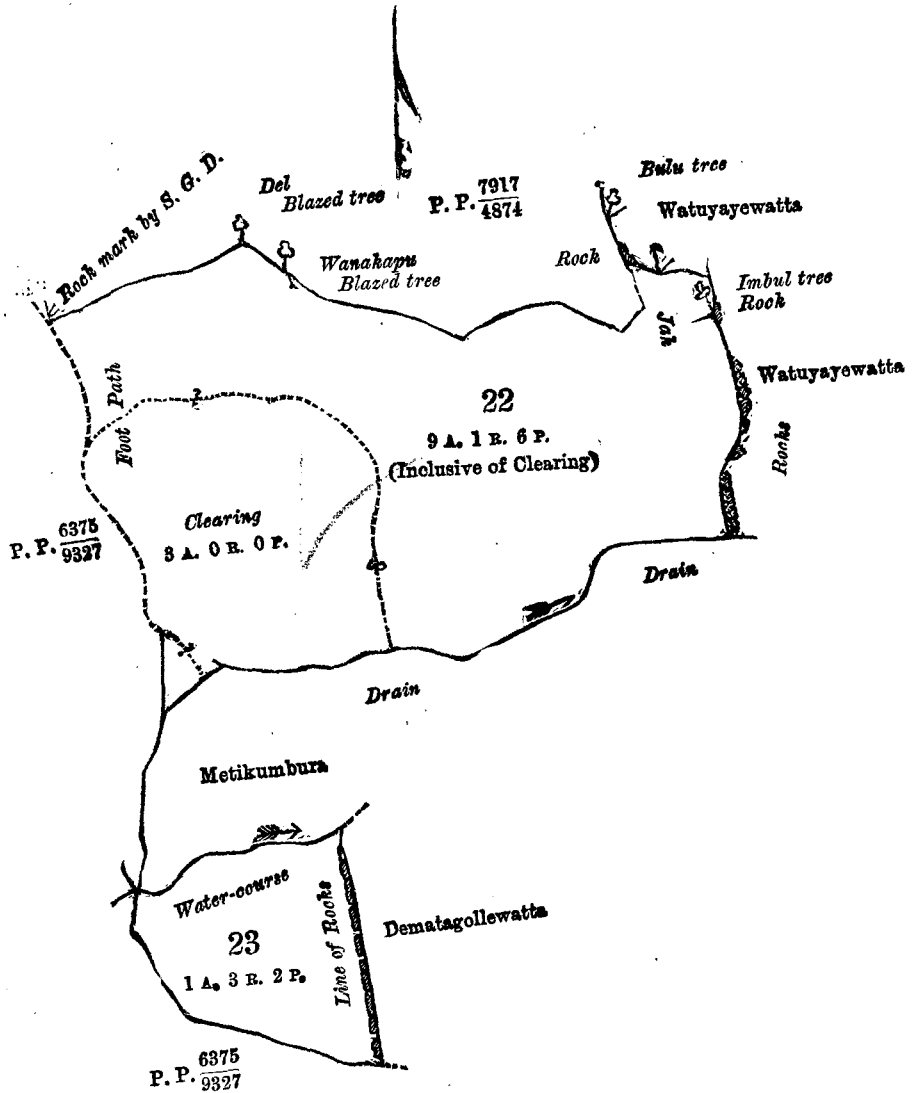 Rock mark by S. G. D.
Del
Blazed tree
P. P. 7917/4874
Bulu tree
Watuyayewatta
Wanakapu
Blazed tree
Rock
Imbul tree
Rock
Jak
Foot Path
Watuyayewatta
22
9 A. 1 R. 6 P.
(Inclusive of Clearing)
Rocks
P. P. 6375/9327
Clearing
3 A. 0 R. 0 P.
Drain
Drain
Metikumbura
Water-course
Line of Rocks
Dematagollewatta
23
1 A. 3 R. 2 P.
P. P. 6375/9327